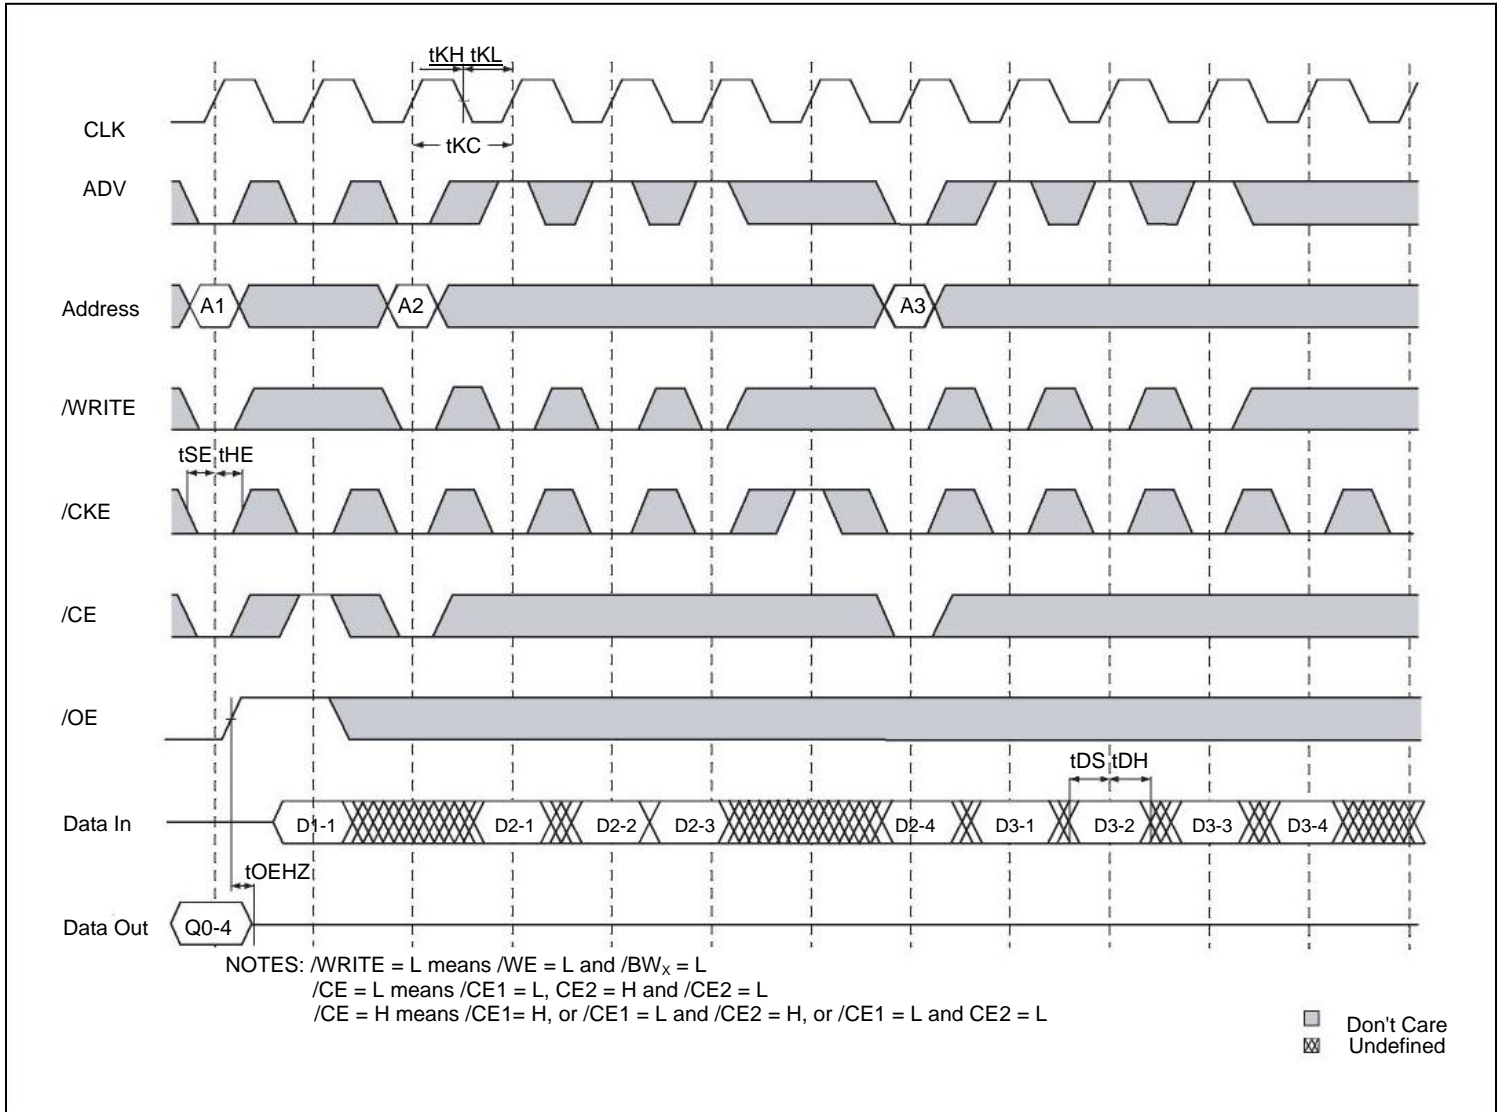 tKH tKL
CLK
tKC
ADV
Address
A1
A2
A3
/WRITE
tSE tHE
/CKE
/CE
/OE
tDS tDH
Data In
D1-1
D2-1
D2-2
D2-3
D2-4
D3-1
D3-2
D3-3
D3-4
tOEHZ
Data Out
Q0-4
NOTES: /WRITE = L means /WE = L and /BWX = L
/CE = L means /CE1 = L, CE2 = H and /CE2 = L
/CE = H means /CE1= H, or /CE1 = L and /CE2 = H, or /CE1 = L and CE2 = L
Don't Care
Undefined